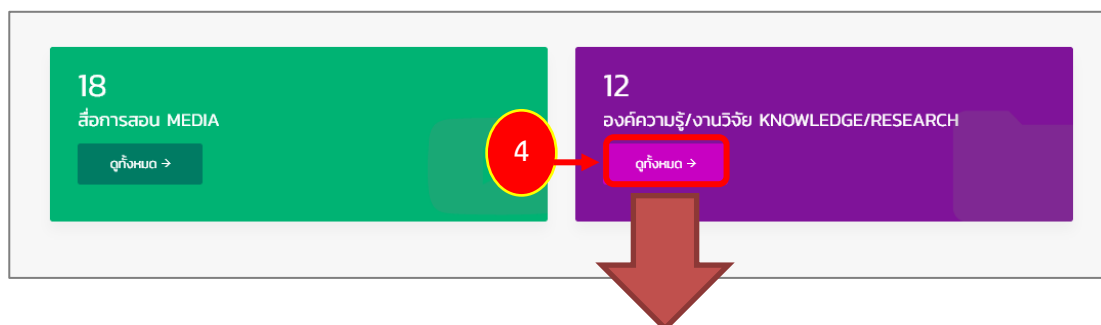 18
สื่อการสอน MEDIA
ดูทั้งหมด →
12
องค์ความรู้/งานวิจัย KNOWLEDGE/RESEARCH
4
ดูทั้งหมด →